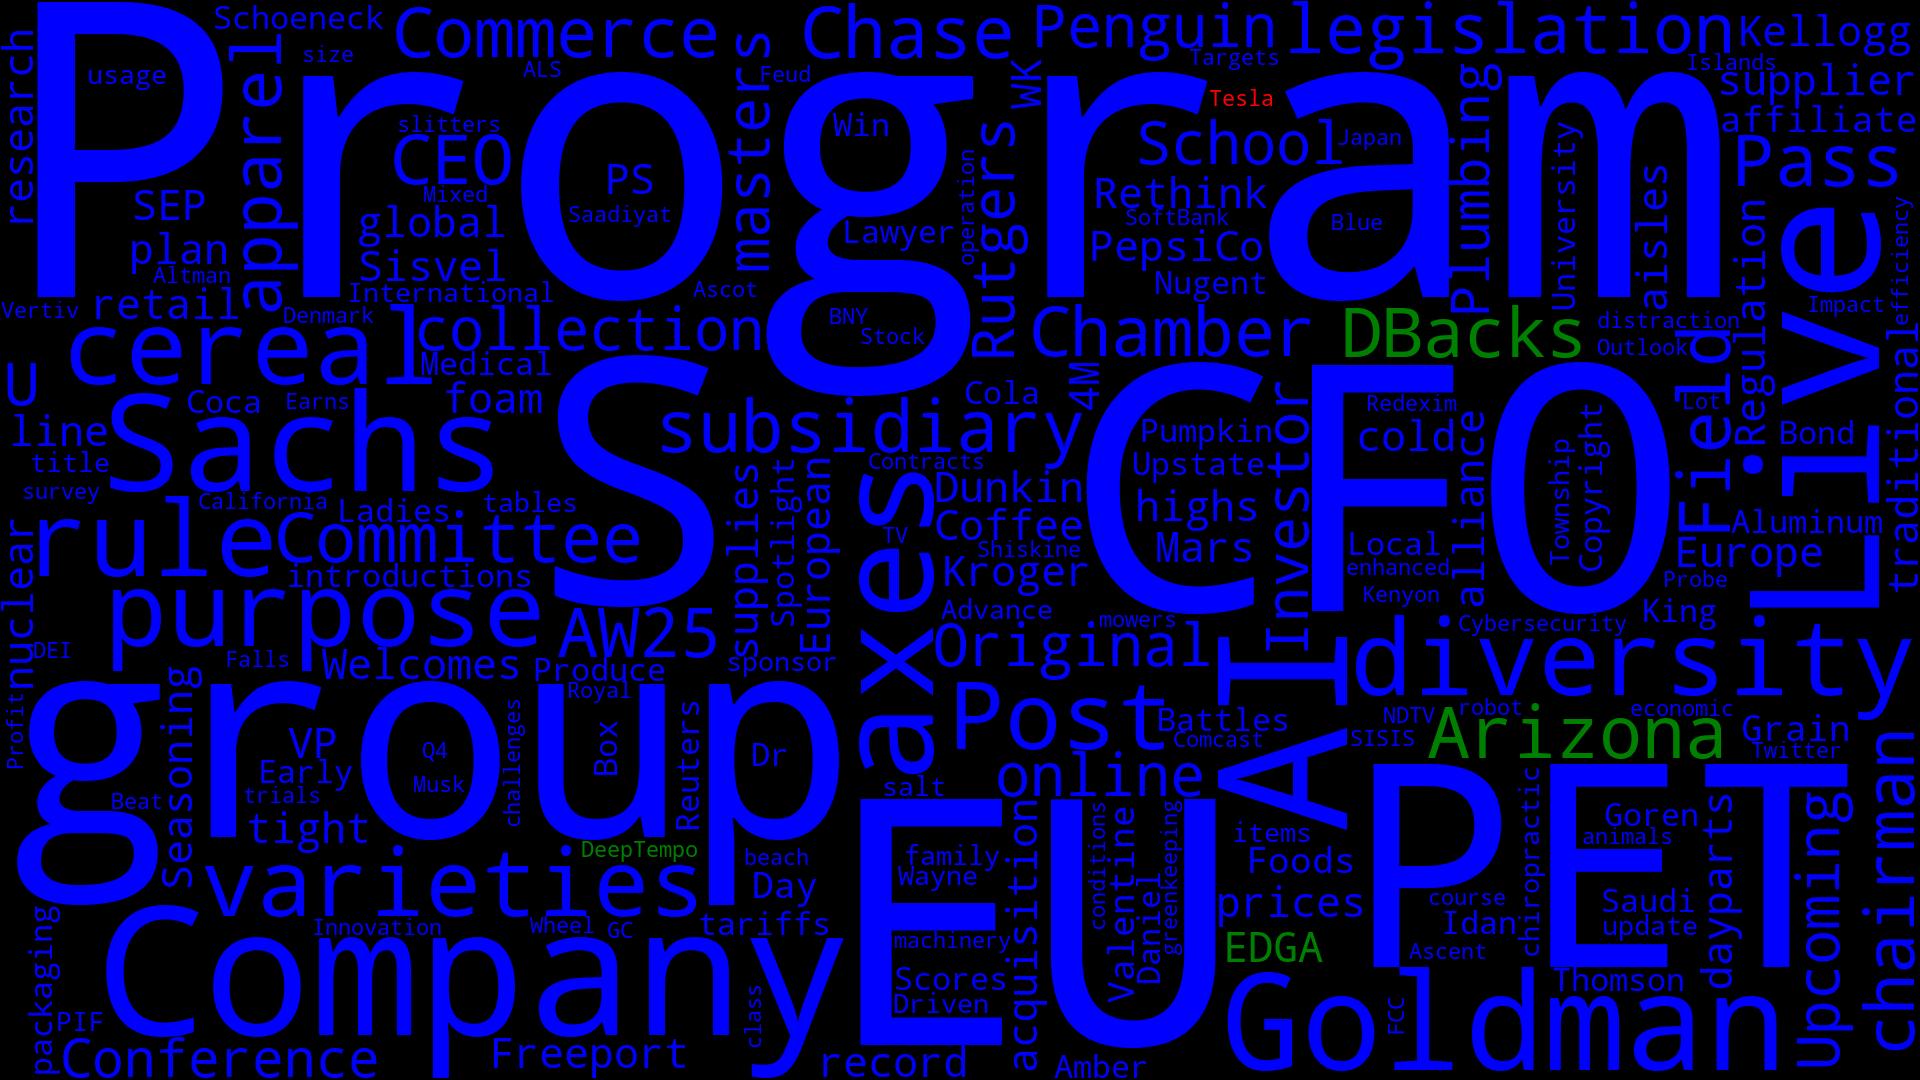 Program
S
CFO
group
EU
PET
Company
Goldman
Sachs
cereal
purpose
rule
Live
AI
axes
diversity
Post
varieties
Commerce
Chase
Penguin
legislation
Kellogg
Schoeneck
size
usage
research
apparel
ALS
Feud
masters
WK
Targets
Islands
supplier
affiliate
Tesla
slitters
CEO
Win
PS
Mixed
Saadiyat
global
Sisvel
International
SEP
plan
Altman
retail
Vertiv
Denmark
Lawyer
operation
Rutgers
School
Japan
Rethink
SoftBank
PepsiCo
Nugent
Blue
Plumbing
University
aisles
Pass
Regulation
efficiency
Impact
Ascot
BNY
Stock
collection
Medical
Chamber
DBacks
distraction
Outlook
Field
traditional
U
line
title
survey
Coca
Earns
foam
California
Ladies
tables
Committee
introductions
subsidiary
Cola
4M
Contracts
Dunkin
Coffee
TV
Shiskine
Kroger
Advance
mowers
Original
Pumpkin
Upstate
highs
Mars
Investor
Redexim
cold
Local
enhanced
Kenyon
alliance
Township
Copyright
Lot
Bond
Aluminum
Europe
Probe
King
Cybersecurity
supplies
Spotlight
European
AW25
nuclear
DEI
Falls
Welcomes
Produce
Royal
sponsor
Profit
Seasoning
VP
Early
trials
tight
Beat
Q4
Musk
challenges
Box
Reuters
Dr
DeepTempo
beach
Day
tariffs
salt
online
Battles
Comcast
NDTV
robot
economic
SISIS
Arizona
Grain
Twitter
chairman
Upcoming
items
Foods
prices
EDGA
family
Wayne
machinery
Scores
Driven
acquisition
conditions
Valentine
Daniel
greenkeeping
course
Idan
Ascent
chiropractic
Goren
animals
Saudi
update
dayparts
Thomson
FCC
packaging
PIF
Conference
Innovation
Wheel
GC
Freeport
class
record
Amber